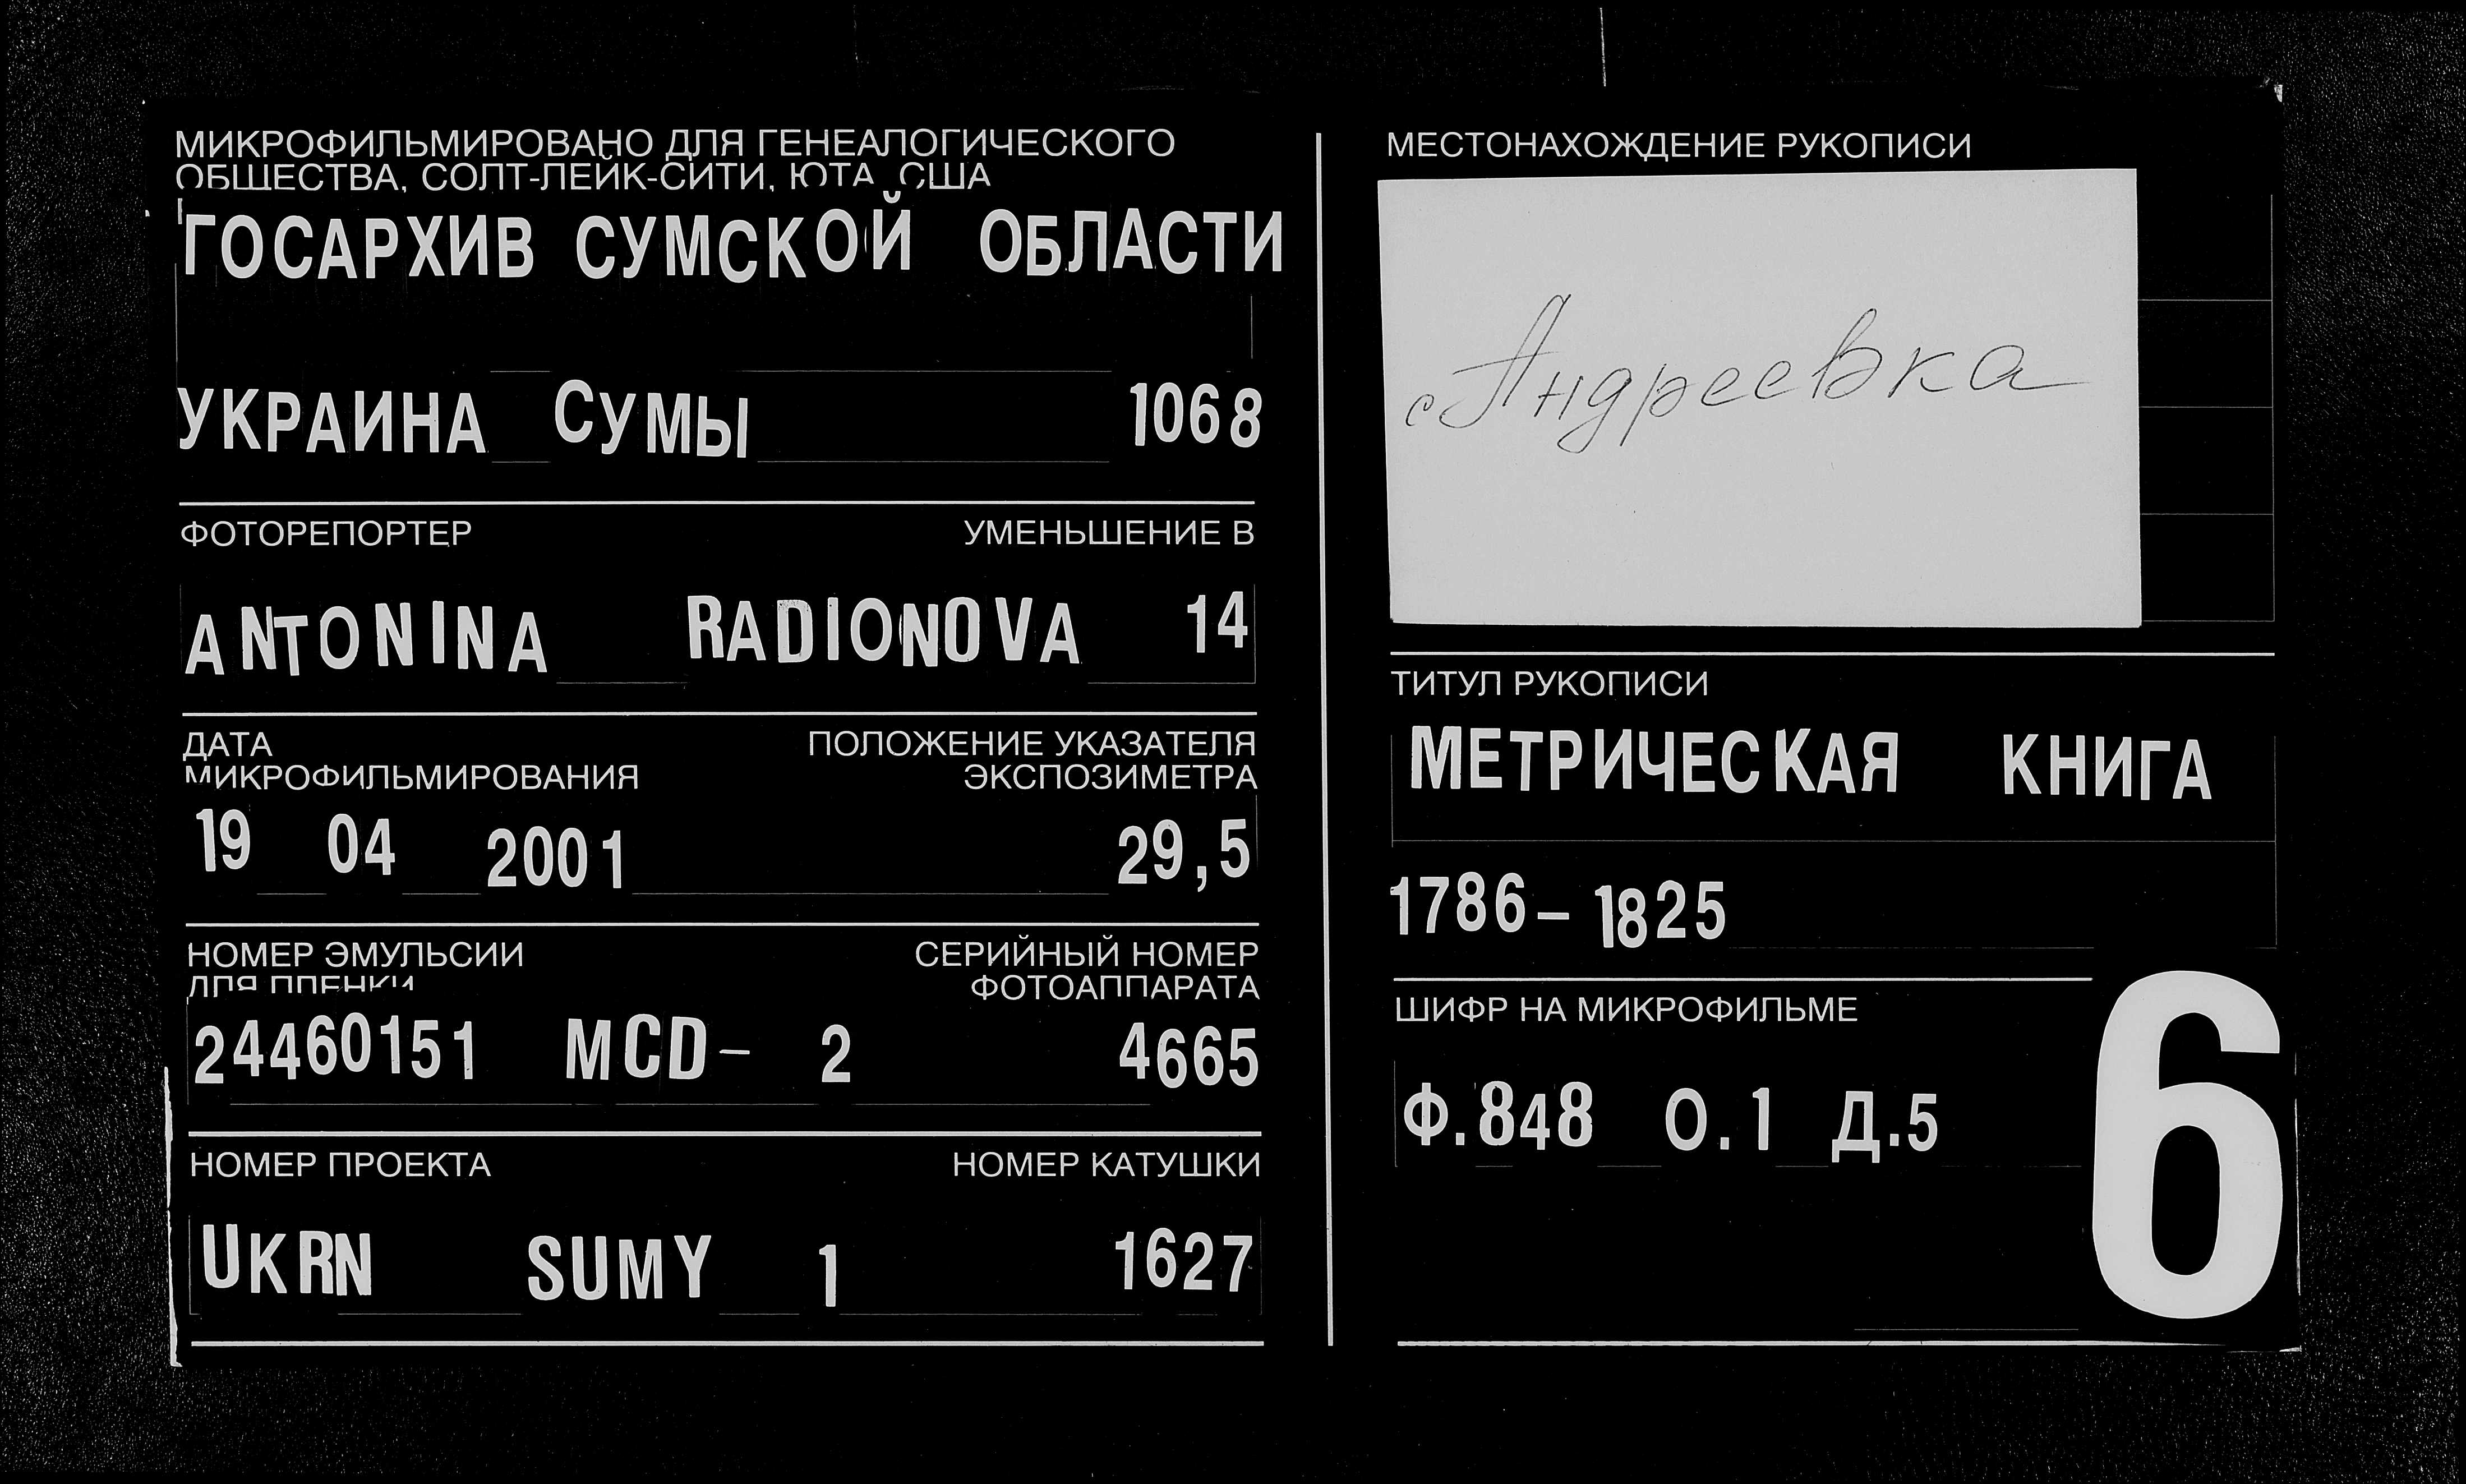 МИКРОФИЛЬМИРОВАНО ДЛЯ ГЕНЕАЛОГИЧЕСКОГО
ОБЩЕСТВА, СОЛТ-ЛЕЙК-СИТИ, ЮТА, США
ГОСАРХИВ СУМСКОЙ ОБЛАСТИ
УКРАИНА СУМЫ 1068
ФОТОРЕПОРТЕР УМЕНЬШЕНИЕ В
ANTONINA RADIONOVA 14
ДАТА ПОЛОЖЕНИЕ УКАЗАТЕЛЯ
МИКРОФИЛЬМИРОВАНИЯ ЭКСПОЗИМЕТРА
19 04 2001 29,5
НОМЕР ЭМУЛЬСИИ СЕРИЙНЫЙ НОМЕР
ДЛЯ ПЛЕНКИ ФОТОАППАРАТА
24460151 MCD- 2 4665
НОМЕР ПРОЕКТА НОМЕР КАТУШКИ
UKRN SUMY 1 1627
МЕСТОНАХОЖДЕНИЕ РУКОПИСИ
с Андреевка
ТИТУЛ РУКОПИСИ
МЕТРИЧЕСКАЯ КНИГА
1786- 1825
ШИФР НА МИКРОФИЛЬМЕ
Ф.848 О.1 Д.5
6